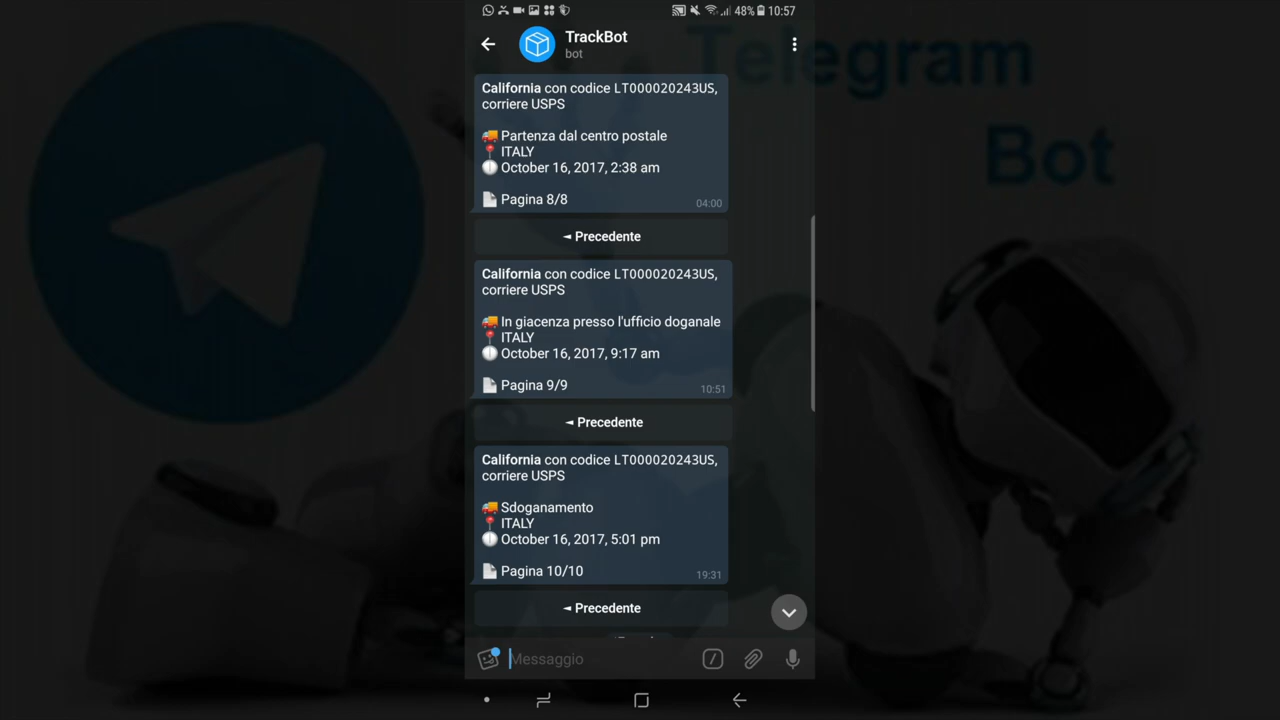 48% 10:57
TrackBot
bot
Telegram
Bot
California con codice LT000020243US,
corriere USPS
Partenza dal centro postale
ITALY
October 16, 2017, 2:38 am
Pagina 8/8
04:00
◄ Precedente
California con codice LT000020243US,
corriere USPS
In giacenza presso l'ufficio doganale
ITALY
October 16, 2017, 9:17 am
Pagina 9/9
10:51
◄ Precedente
California con codice LT000020243US,
corriere USPS
Sdoganamento
ITALY
October 16, 2017, 5:01 pm
Pagina 10/10
19:31
◄ Precedente
Messaggio